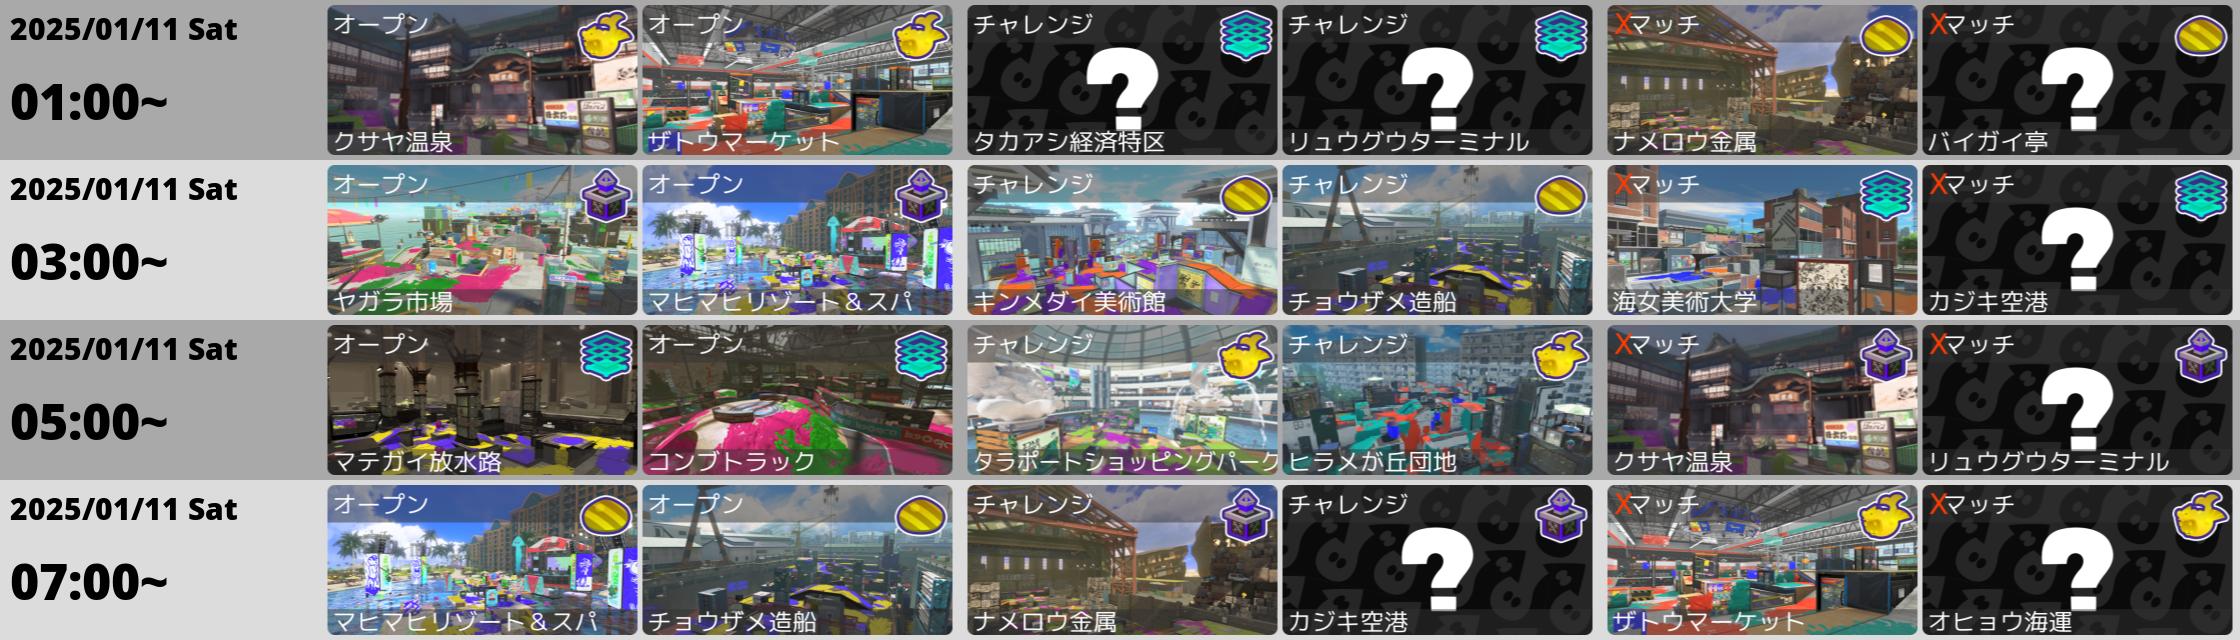 2025/01/11 Sat
01:00~
オープン
クサヤ温泉
オープン
ザトウマーケット
チャレンジ
?
タカアシ経済特区
チャレンジ
?
リュウグウターミナル
Xマッチ
ナメロウ金属
Xマッチ
?
バイガイ亭
2025/01/11 Sat
03:00~
オープン
ヤガラ市場
オープン
マヒマヒリゾート&スパ
チャレンジ
キンメダイ美術館
チャレンジ
チョウザメ造船
Xマッチ
海女美術大学
Xマッチ
?
カジキ空港
2025/01/11 Sat
05:00~
オープン
マテガイ放水路
オープン
コンブトラック
チャレンジ
タラポートショッピングパーク
チャレンジ
ヒラメが丘団地
Xマッチ
クサヤ温泉
Xマッチ
?
リュウグウターミナル
2025/01/11 Sat
07:00~
オープン
マヒマヒリゾート&スパ
オープン
チョウザメ造船
チャレンジ
ナメロウ金属
チャレンジ
?
カジキ空港
Xマッチ
ザトウマーケット
Xマッチ
?
オヒョウ海運